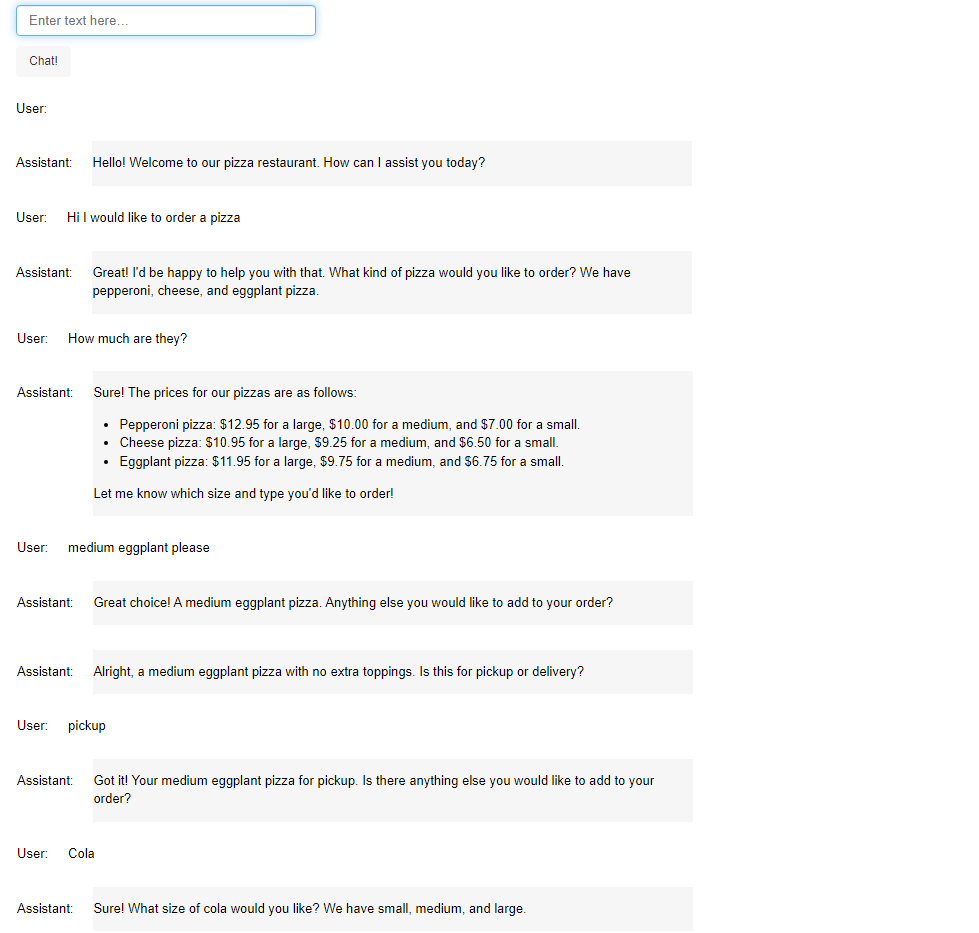 Enter text here...
Chat!
User:
Assistant: Hello! Welcome to our pizza restaurant. How can I assist you today?
User: Hi I would like to order a pizza
Assistant: Great! I'd be happy to help you with that. What kind of pizza would you like to order? We have
pepperoni, cheese, and eggplant pizza.
User: How much are they?
Assistant: Sure! The prices for our pizzas are as follows:
• Pepperoni pizza: $12.95 for a large, $10.00 for a medium, and $7.00 for a small.
• Cheese pizza: $10.95 for a large, $9.25 for a medium, and $6.50 for a small.
• Eggplant pizza: $11.95 for a large, $9.75 for a medium, and $6.75 for a small.
Let me know which size and type you'd like to order!
User: medium eggplant please
Assistant: Great choice! A medium eggplant pizza. Anything else you would like to add to your order?
Assistant: Alright, a medium eggplant pizza with no extra toppings. Is this for pickup or delivery?
User: pickup
Assistant: Got it! Your medium eggplant pizza for pickup. Is there anything else you would like to add to your
order?
User: Cola
Assistant: Sure! What size of cola would you like? We have small, medium, and large.